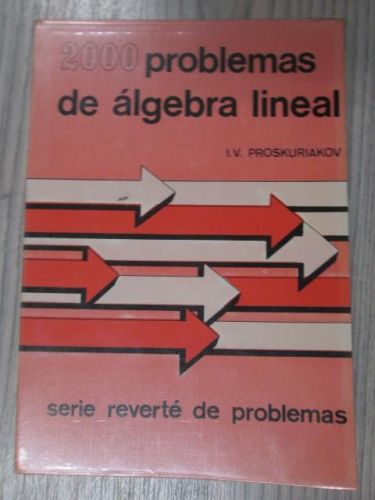 2000 problemas
de álgebra lineal
I.V. PROSKURIAKOV
serie reverté de problemas